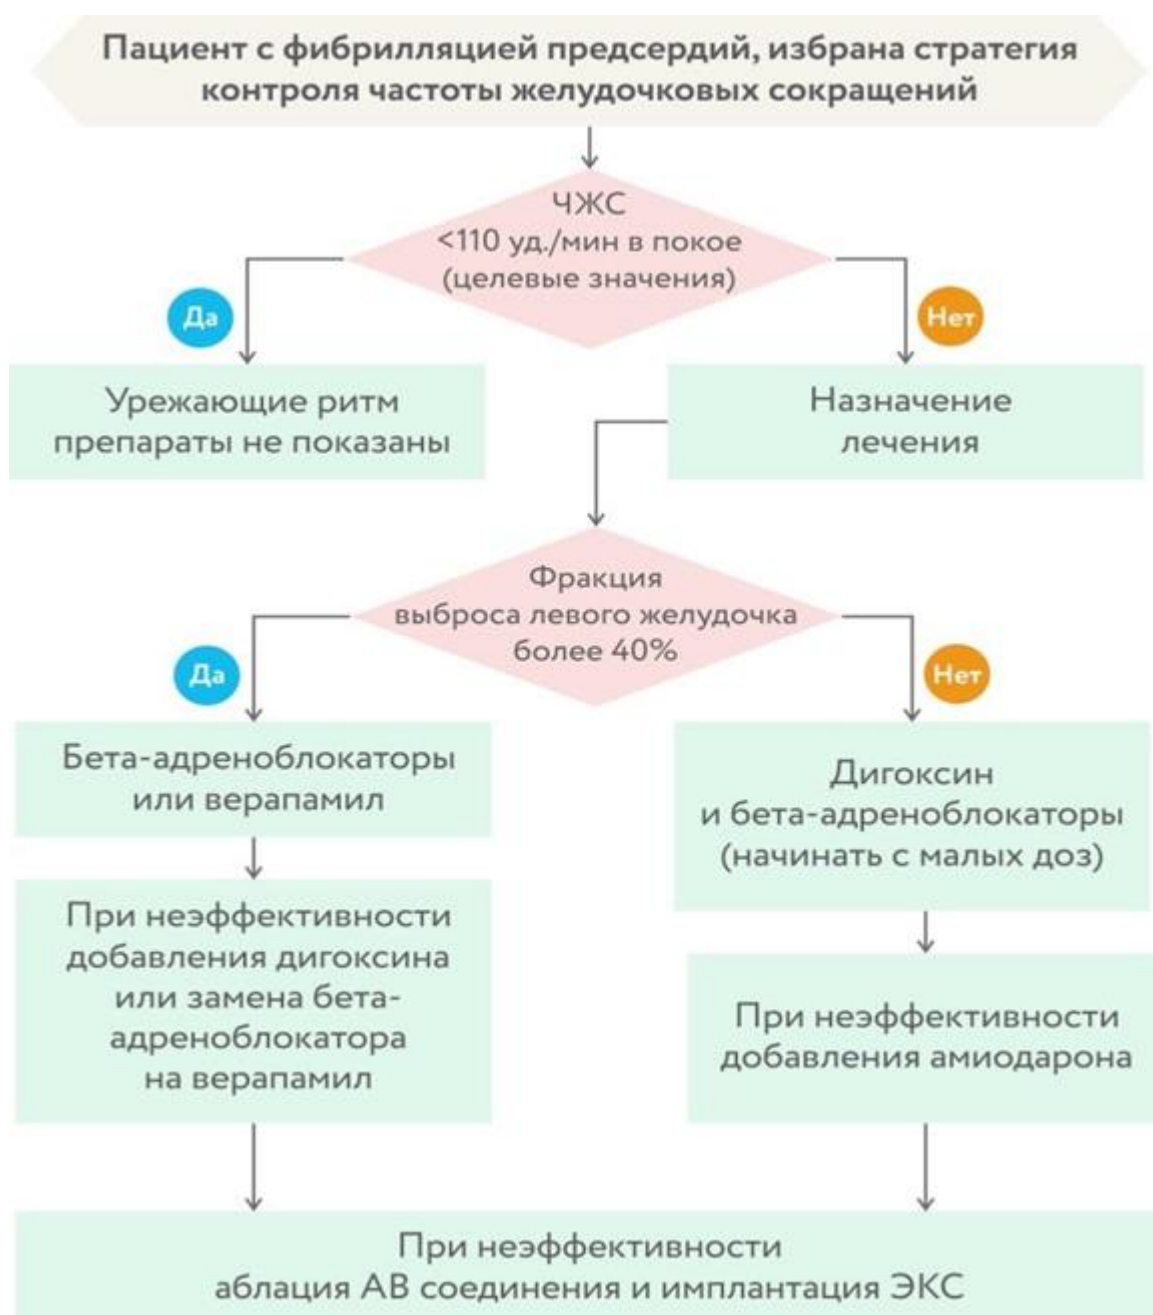 Пациент с фибрилляцией предсердий, избрана стратегия
контроля частоты желудочковых сокращений
ЧЖС
<110 уд./мин в покое
(целевые значения)
Да
Нет
Урежающие ритм
препараты не показаны
Назначение
лечения
Фракция
выброса левого желудочка
более 40%
Да
Нет
Бета-адреноблокаторы
или верапамил
Дигоксин
и бета-адреноблокаторы
(начинать с малых доз)
При неэффективности
добавления дигоксина
или замена бета-
адреноблокатора
на верапамил
При неэффективности
добавления амиодарона
При неэффективности
аблация АВ соединения и имплантация ЭКС